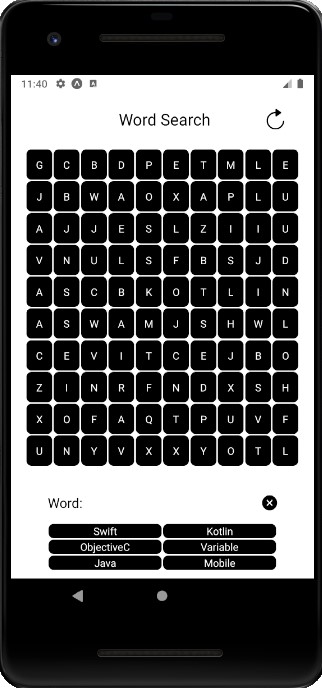 11:40
Word Search
G C B D P E T M L E
J B W A O X A P L U
A J J E S L Z I I U
V N U L S F B S J D
A S C B K O T L I N
A S W A M J S H W L
C E V I T C E J B O
Z I N R F N D X S H
X O F A Q T P U V F
U N Y V X X Y O T L
Word:
Swift Kotlin
ObjectiveC Variable
Java Mobile